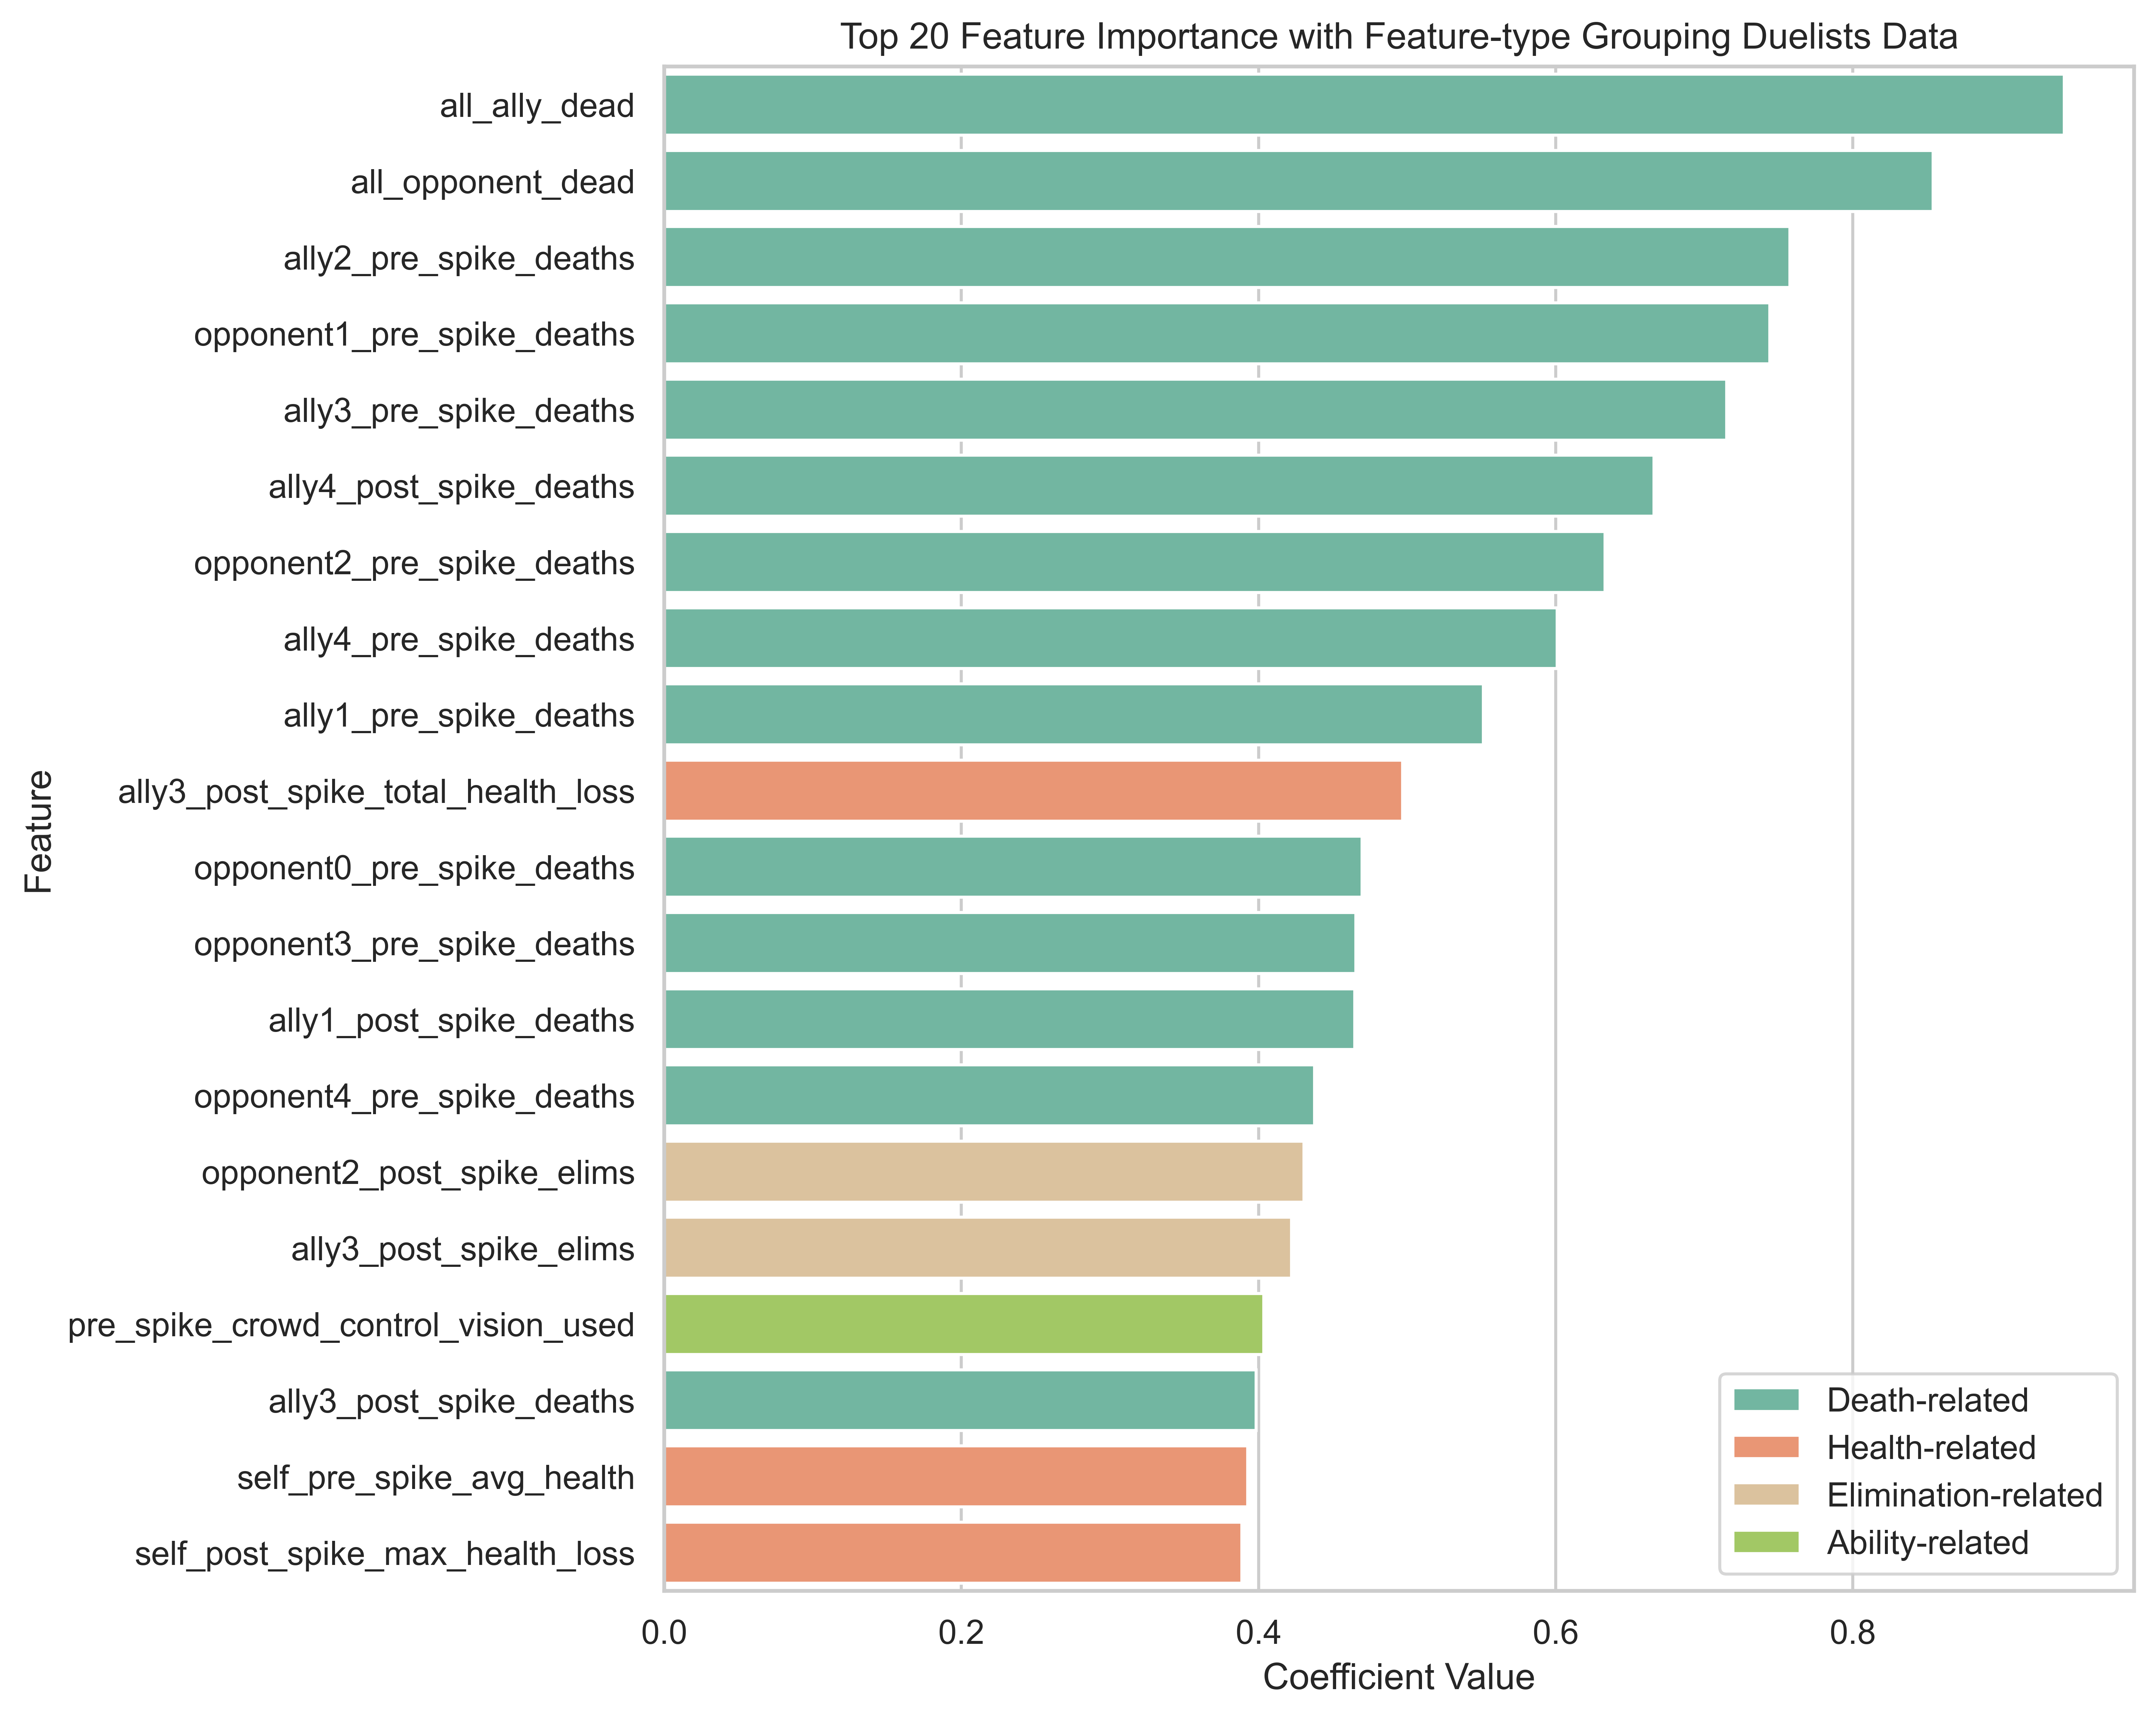 Top 20 Feature Importance with Feature-type Grouping Duelists Data
Feature
all_ally_dead
all_opponent_dead
ally2_pre_spike_deaths
opponent1_pre_spike_deaths
ally3_pre_spike_deaths
ally4_post_spike_deaths
opponent2_pre_spike_deaths
ally4_pre_spike_deaths
ally1_pre_spike_deaths
ally3_post_spike_total_health_loss
opponent0_pre_spike_deaths
opponent3_pre_spike_deaths
ally1_post_spike_deaths
opponent4_pre_spike_deaths
opponent2_post_spike_elims
ally3_post_spike_elims
pre_spike_crowd_control_vision_used
ally3_post_spike_deaths
self_pre_spike_avg_health
self_post_spike_max_health_loss
Death-related
Health-related
Elimination-related
Ability-related
0.0 0.2 0.4 0.6 0.8
Coefficient Value